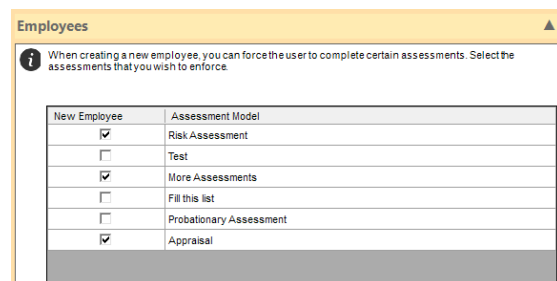 Employees
When creating a new employee, you can force the user to complete certain assessments. Select the
assessments that you wish to enforce.
New Employee Assessment Model
Risk Assessment
Test
More Assessments
Fill this list
Probationary Assessment
Appraisal